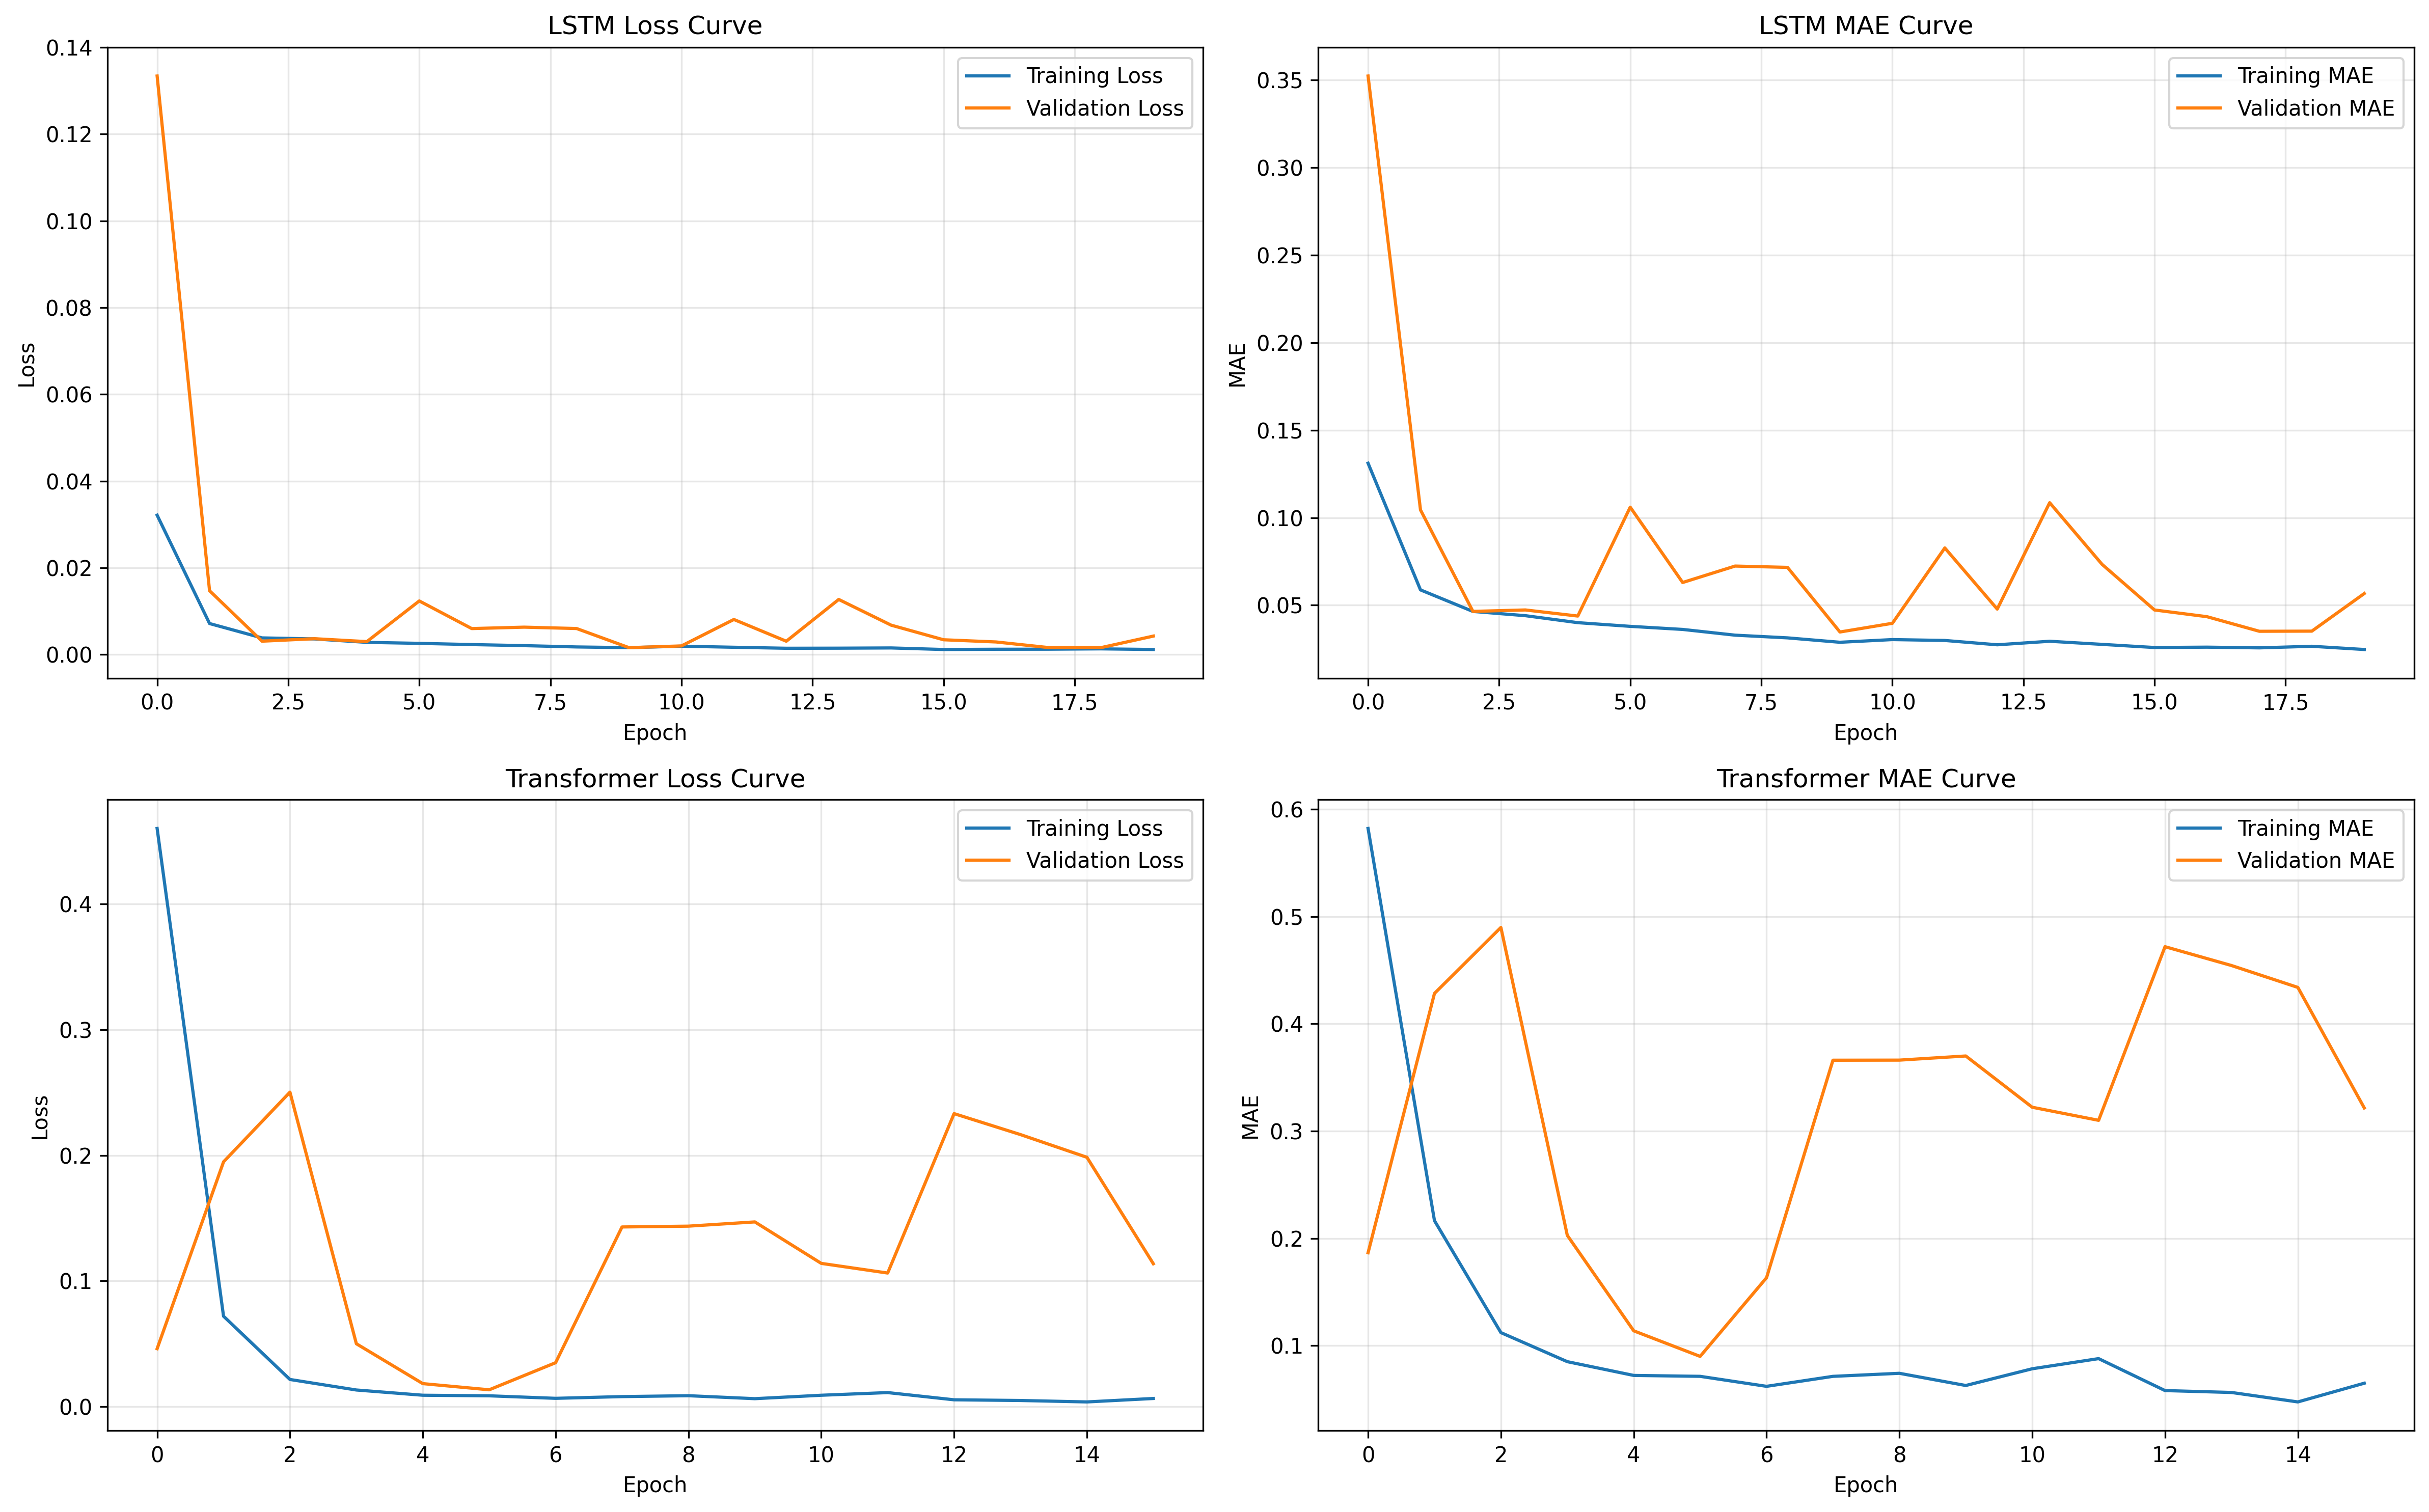 LSTM Loss Curve
0.14
0.12
0.10
0.08
0.06
0.04
0.02
0.00
Loss
Training Loss
Validation Loss
0.0 2.5 5.0 7.5 10.0 12.5 15.0 17.5
Epoch
LSTM MAE Curve
0.35
0.30
0.25
0.20
0.15
0.10
0.05
MAE
Training MAE
Validation MAE
0.0 2.5 5.0 7.5 10.0 12.5 15.0 17.5
Epoch
Transformer Loss Curve
0.4
0.3
0.2
0.1
0.0
Loss
Training Loss
Validation Loss
0 2 4 6 8 10 12 14
Epoch
Transformer MAE Curve
0.6
0.5
0.4
0.3
0.2
0.1
MAE
Training MAE
Validation MAE
0 2 4 6 8 10 12 14
Epoch